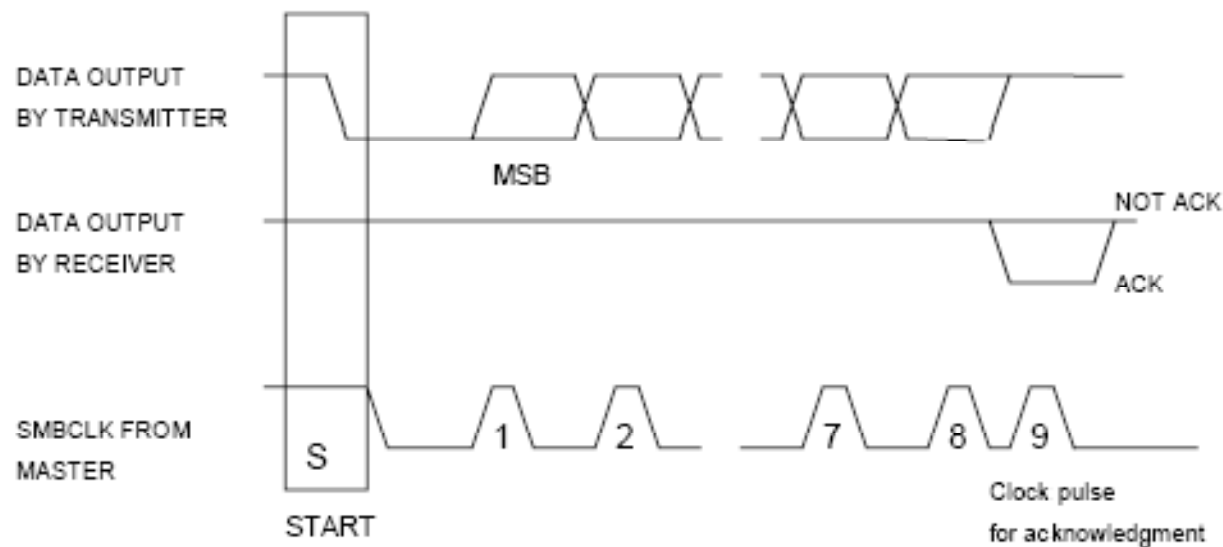 DATA OUTPUT
BY TRANSMITTER
MSB
DATA OUTPUT
BY RECEIVER
NOT ACK
ACK
SMBCLK FROM
MASTER
S
1
2
7
8
9
START
Clock pulse
for acknowledgment